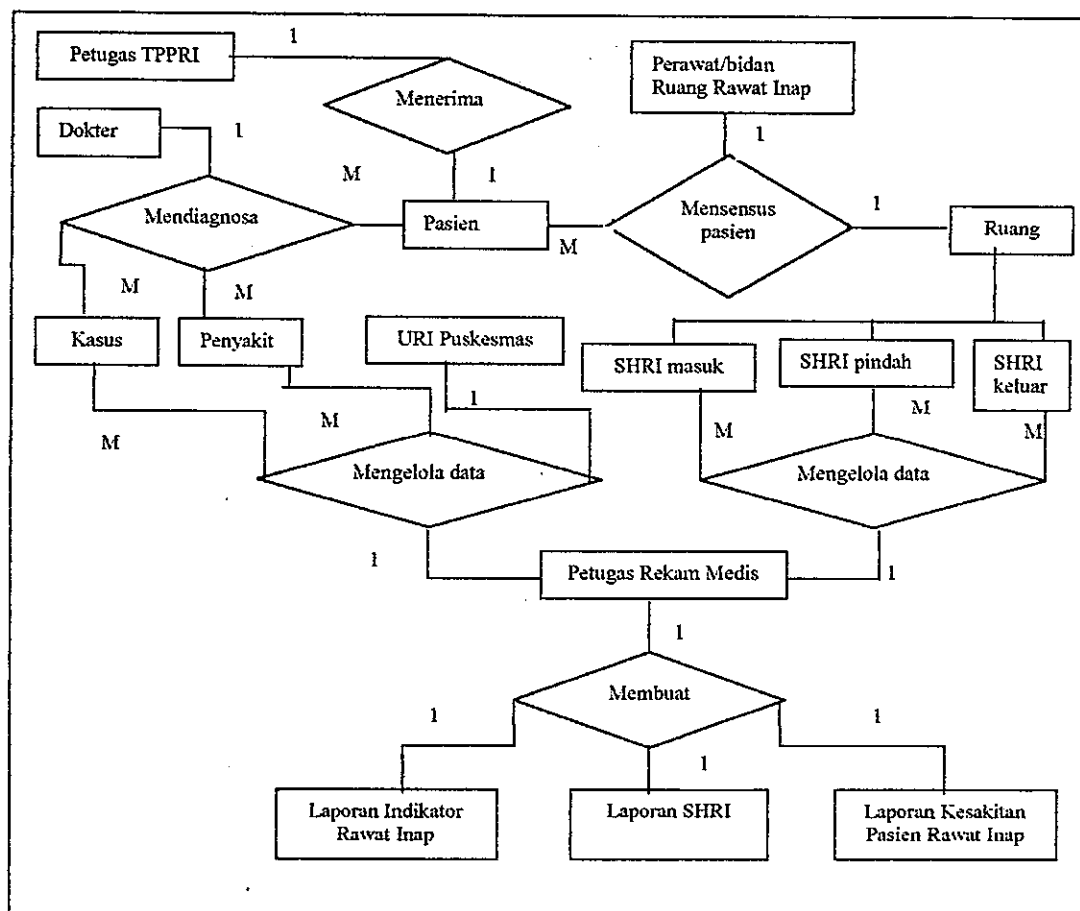 Petugas TPPRI
1
Menerima
Perawat/bidan
Ruang Rawat Inap
Dokter
1
1
M
1
Mendiagnosa
Pasien
M
Mensensus
pasien
1
Ruang
M
M
Kasus
Penyakit
URI Puskesmas
SHRI masuk
SHRI pindah
SHRI
keluar
M
M
1
M
M
M
Mengelola data
Mengelola data
1
Petugas Rekam Medis
1
1
Membuat
1
1
1
Laporan Indikator
Rawat Inap
Laporan SHRI
Laporan Kesakitan
Pasien Rawat Inap